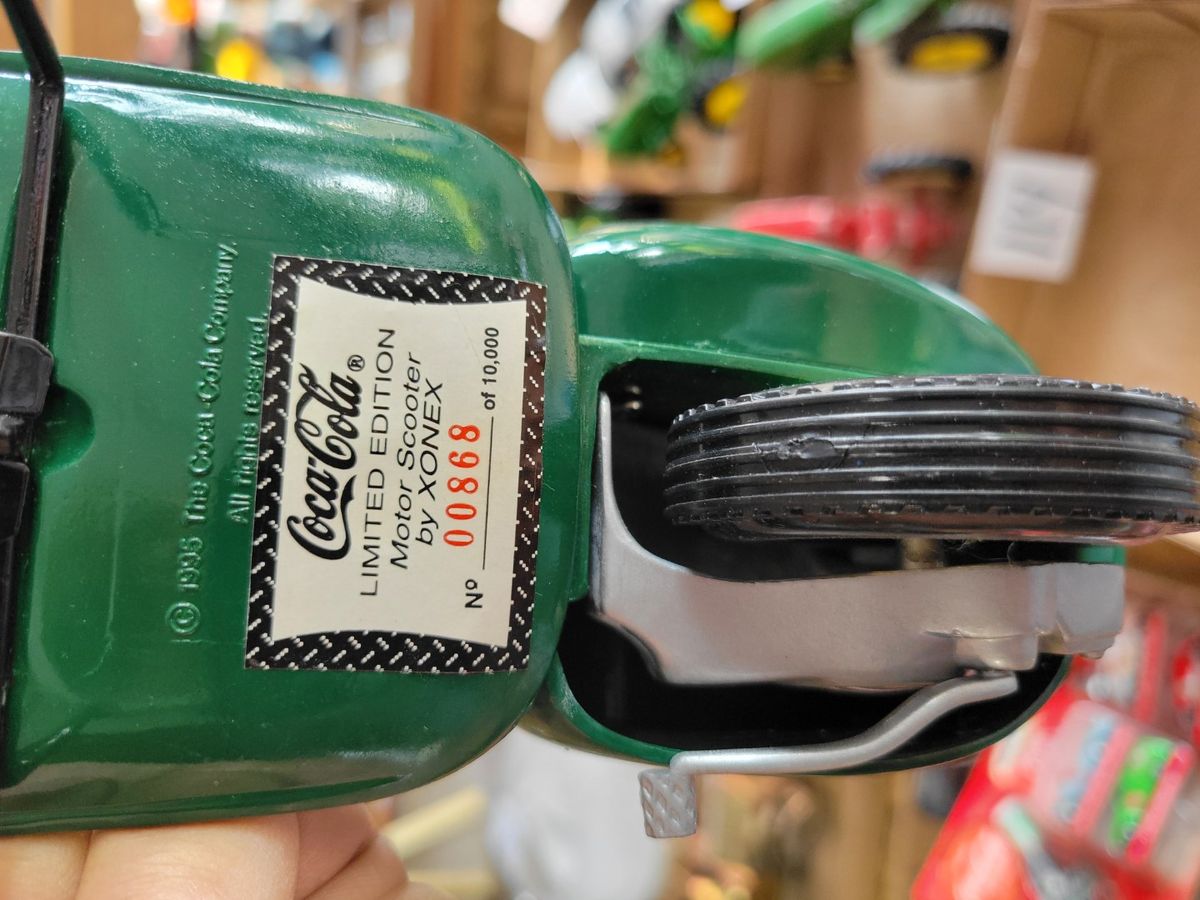 © 1995 The Coca Cola Company.
All rights reserved.
Coca-Cola®
LIMITED EDITION
Motor Scooter
by XONEX
Nº 00868 of 10,000